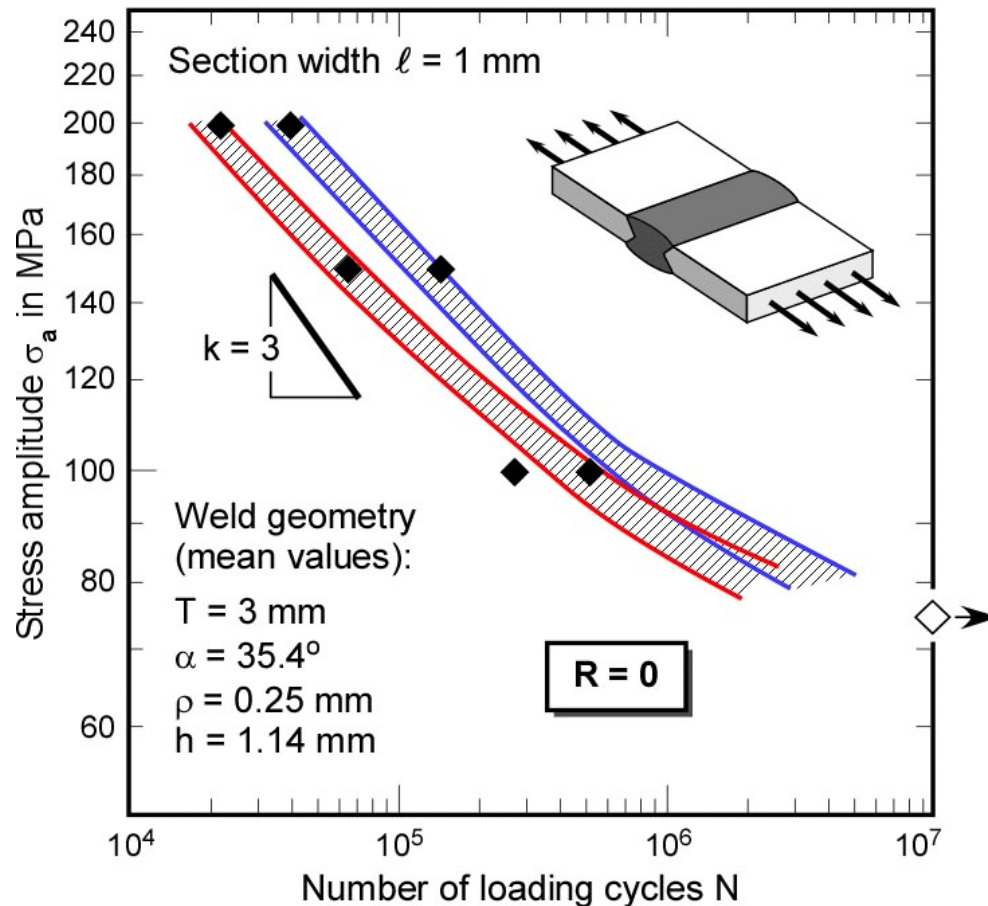 Stress amplitude σₐ in MPa
240
220
200
180
160
140
120
100
80
60
Section width ℓ = 1 mm
k = 3
Weld geometry
(mean values):
T = 3 mm
α = 35.4°
ρ = 0.25 mm
h = 1.14 mm
R = 0
10⁴
10⁵
10⁶
10⁷
Number of loading cycles N